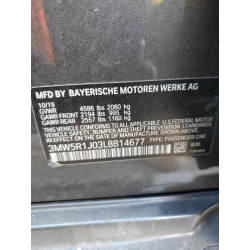 MFD BY BAYERISCHE MOTOREN WERKE AG
10/19
GVWR 4586 lbs 2080 kg
GAWR FRONT 2194 lbs 995 kg
GAWR REAR 2557 lbs 1160 kg
THIS VEHICLE CONFORMS TO ALL APPLICABLE
FEDERAL MOTOR
VEHICLE SAFETY, BUMPER AND THEFT
PREVENTION STANDARDS
IN EFFECT ON THE DATE OF MANUFACTURE SHOWN ABOVE.
3MW5R1J03L8B14677 TYPE: PASSENGER CAR